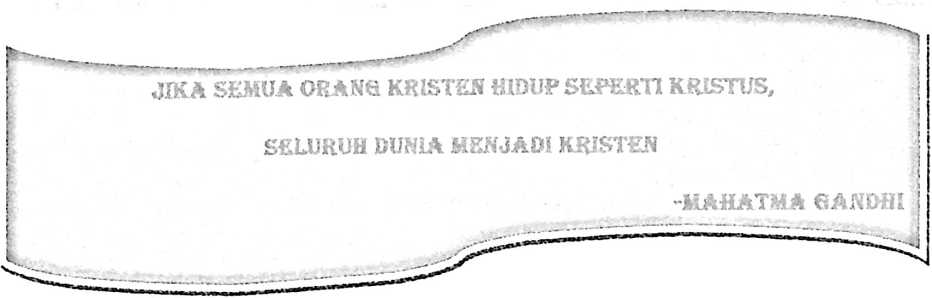 JIKA SEMUA ORANG KRISTEN HIDUP SEPERTI KRISTUS,
SELURUH DUNIA MENJADI KRISTEN
-MAHATMA GANDHI